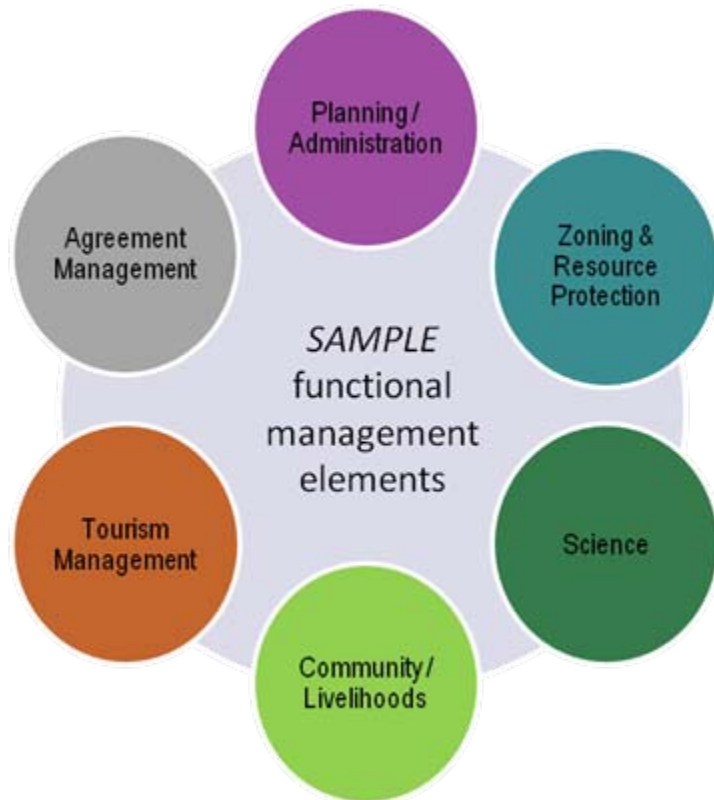 Planning /
Administration
Zoning &
Resource
Protection
Science
Community/
Livelihoods
Tourism
Management
Agreement
Management
SAMPLE
functional
management
elements